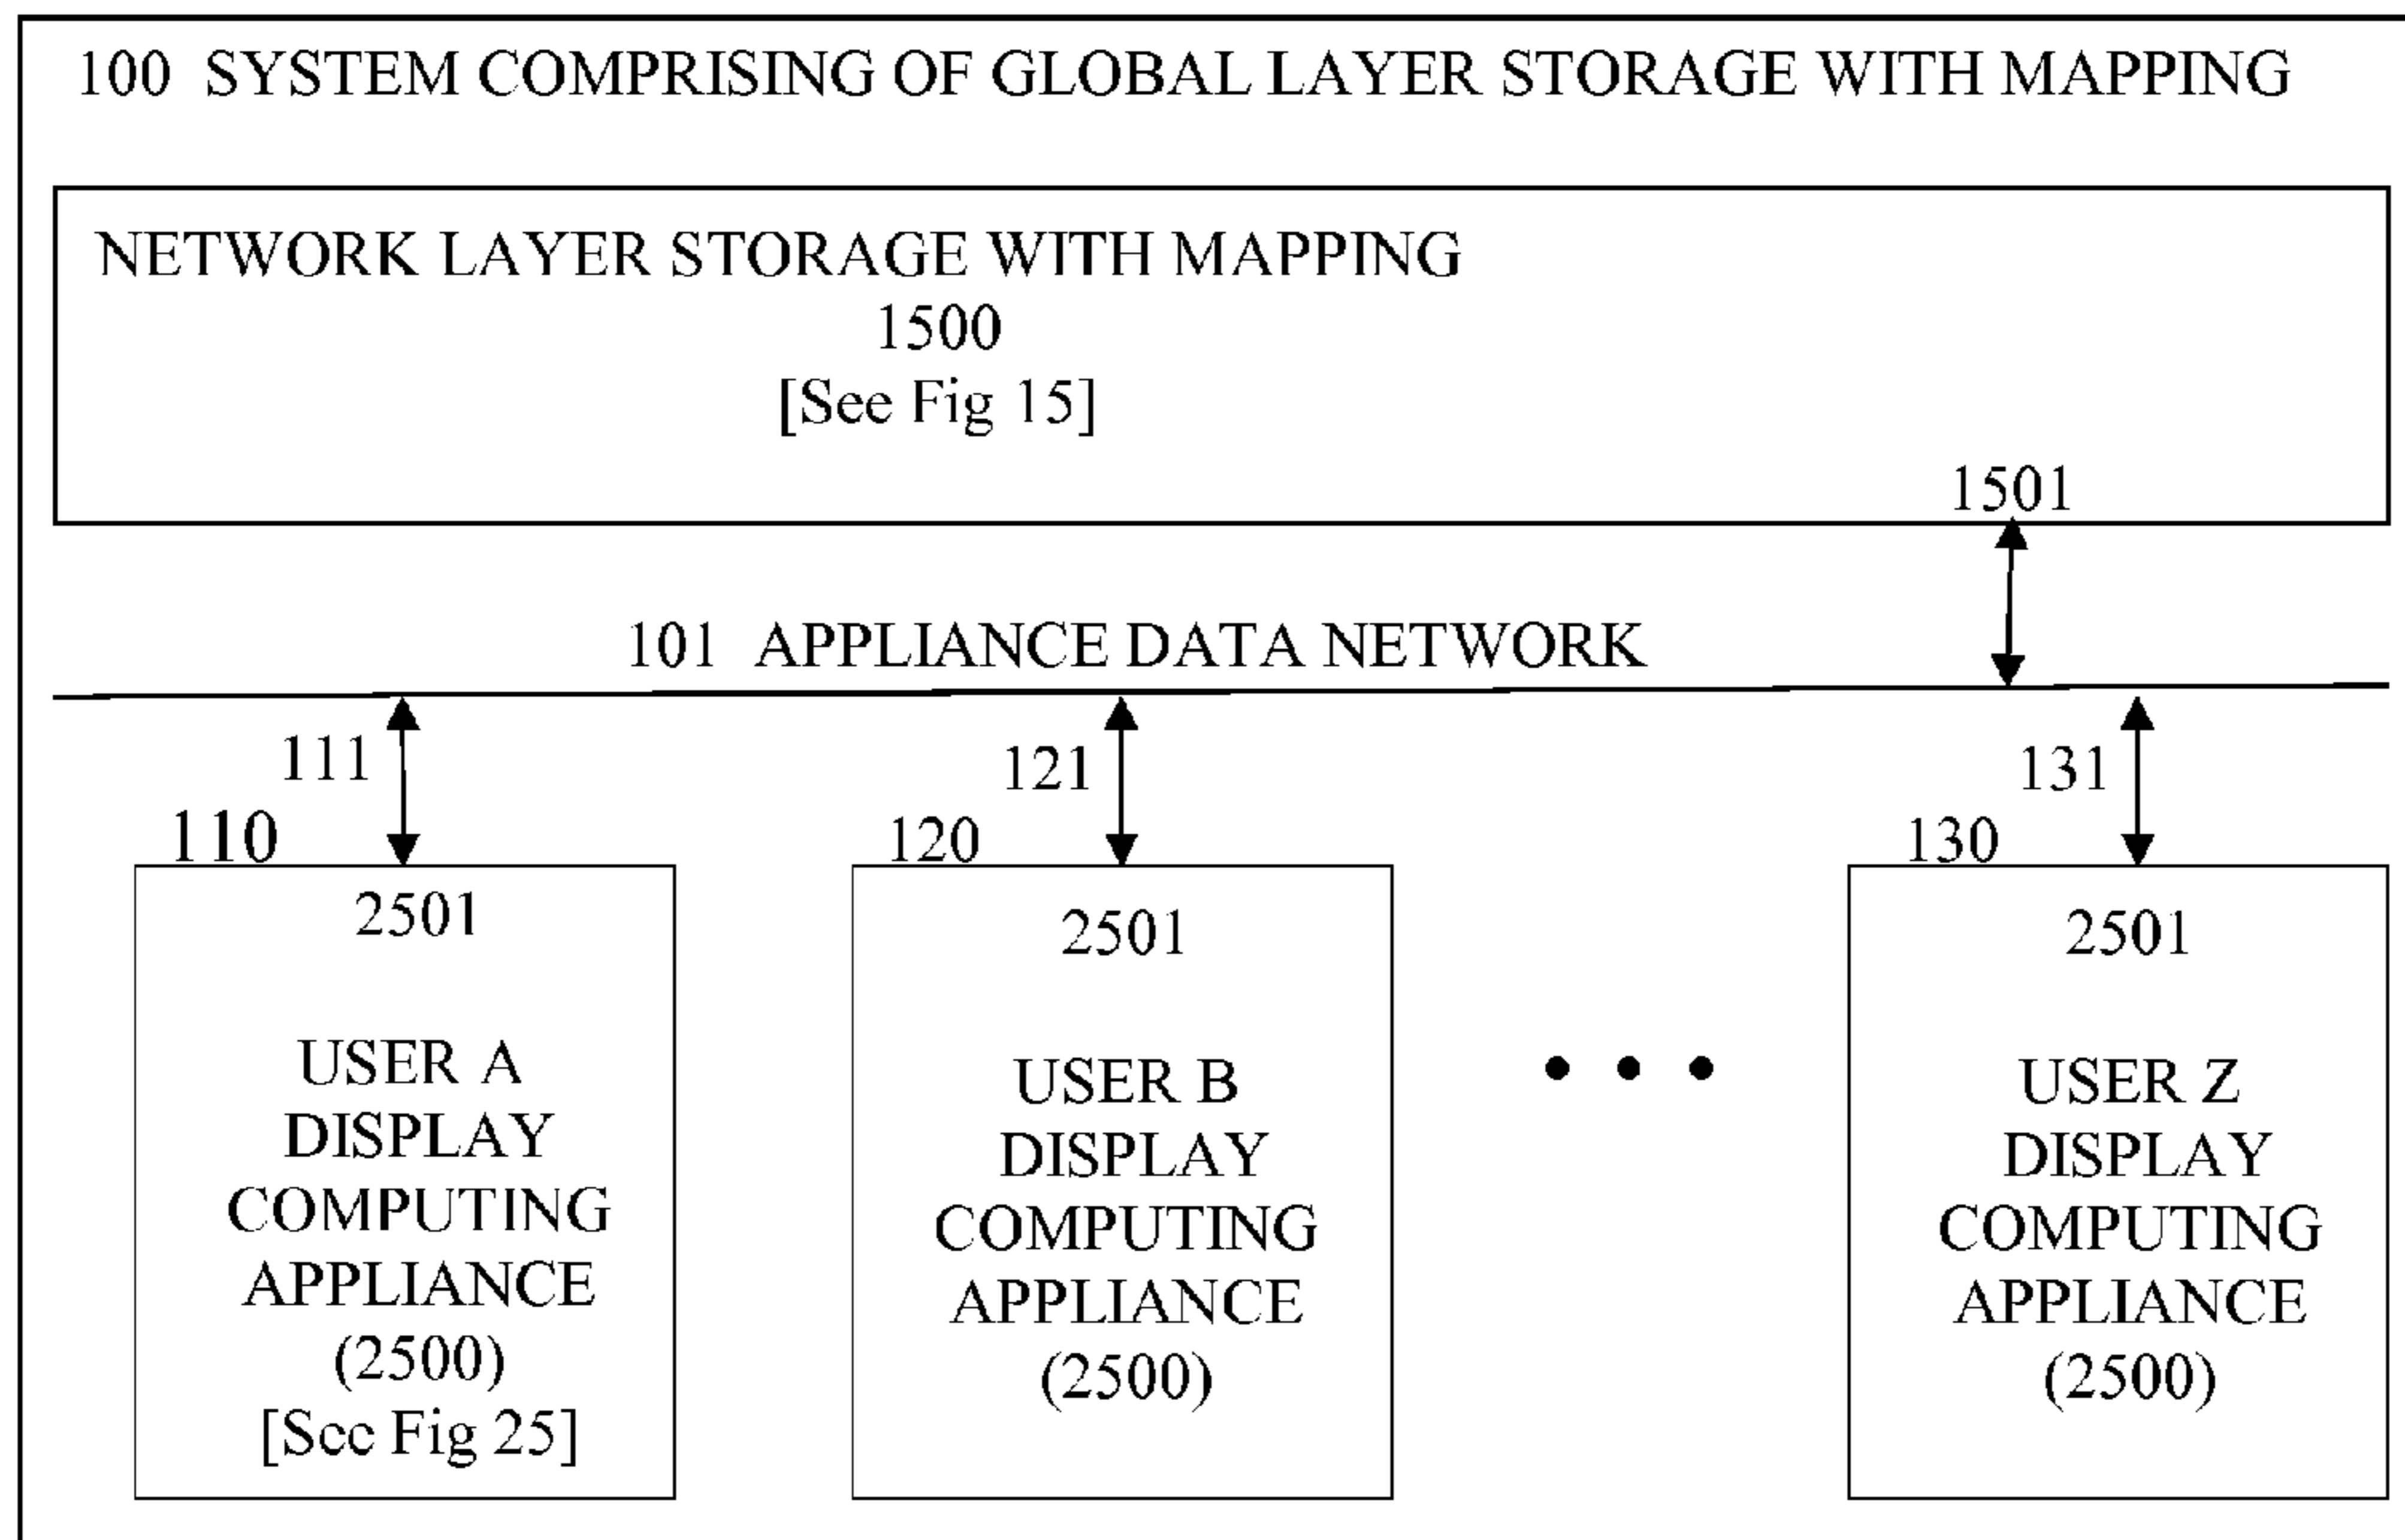 100 SYSTEM COMPRISING OF GLOBAL LAYER STORAGE WITH MAPPING
NETWORK LAYER STORAGE WITH MAPPING
1500
[See Fig 15]
1501
101 APPLIANCE DATA NETWORK
111
121
131
110
120
130
2501
USER A
DISPLAY
COMPUTING
APPLIANCE
(2500)
[See Fig 25]
2501
USER B
DISPLAY
COMPUTING
APPLIANCE
(2500)
• • •
2501
USER Z
DISPLAY
COMPUTING
APPLIANCE
(2500)